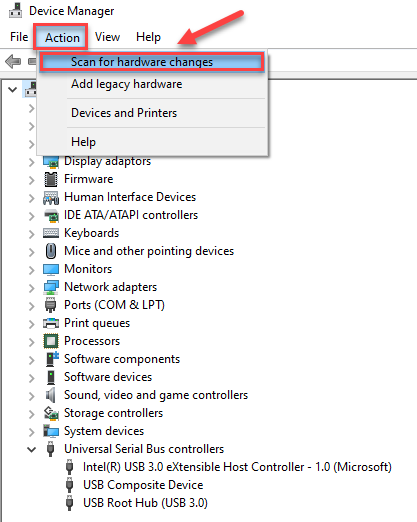 Device Manager
File Action View Help
Scan for hardware changes
Add legacy hardware
Devices and Printers
Help
Display adaptors
Firmware
Human Interface Devices
IDE ATA/ATAPI controllers
Keyboards
Mice and other pointing devices
Monitors
Network adapters
Ports (COM & LPT)
Print queues
Processors
Software components
Software devices
Sound, video and game controllers
Storage controllers
System devices
Universal Serial Bus controllers
Intel(R) USB 3.0 eXtensible Host Controller - 1.0 (Microsoft)
USB Composite Device
USB Root Hub (USB 3.0)